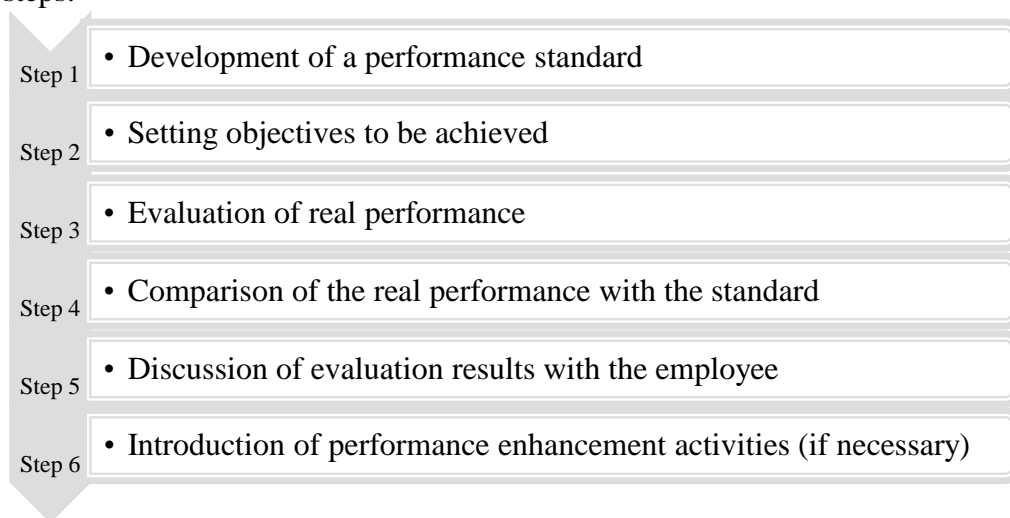 steps:
Step 1
• Development of a performance standard
Step 2
• Setting objectives to be achieved
Step 3
• Evaluation of real performance
Step 4
• Comparison of the real performance with the standard
Step 5
• Discussion of evaluation results with the employee
Step 6
• Introduction of performance enhancement activities (if necessary)